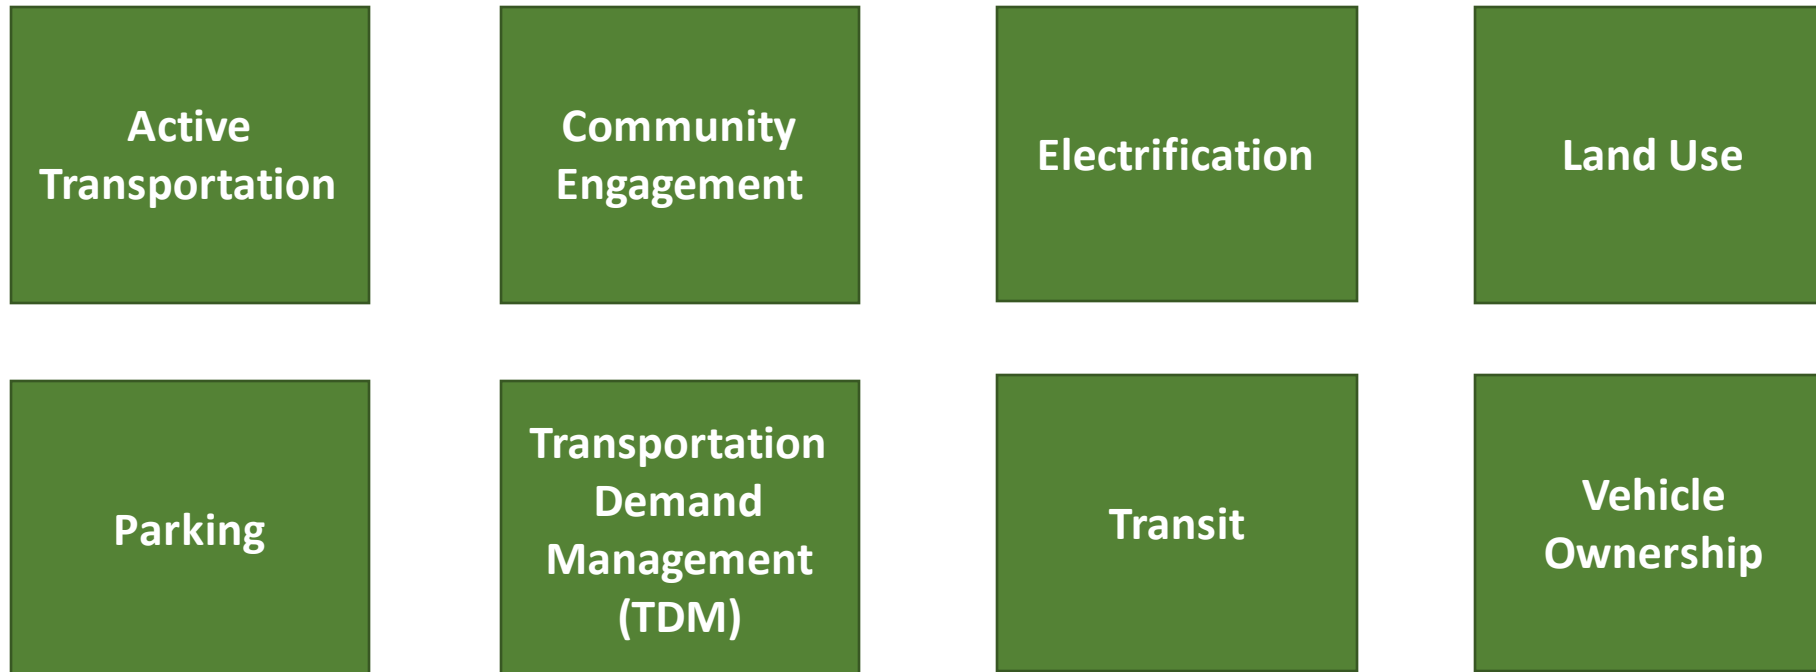 Active
Transportation
Community
Engagement
Electrification
Land Use
Parking
Transportation
Demand
Management
(TDM)
Transit
Vehicle
Ownership